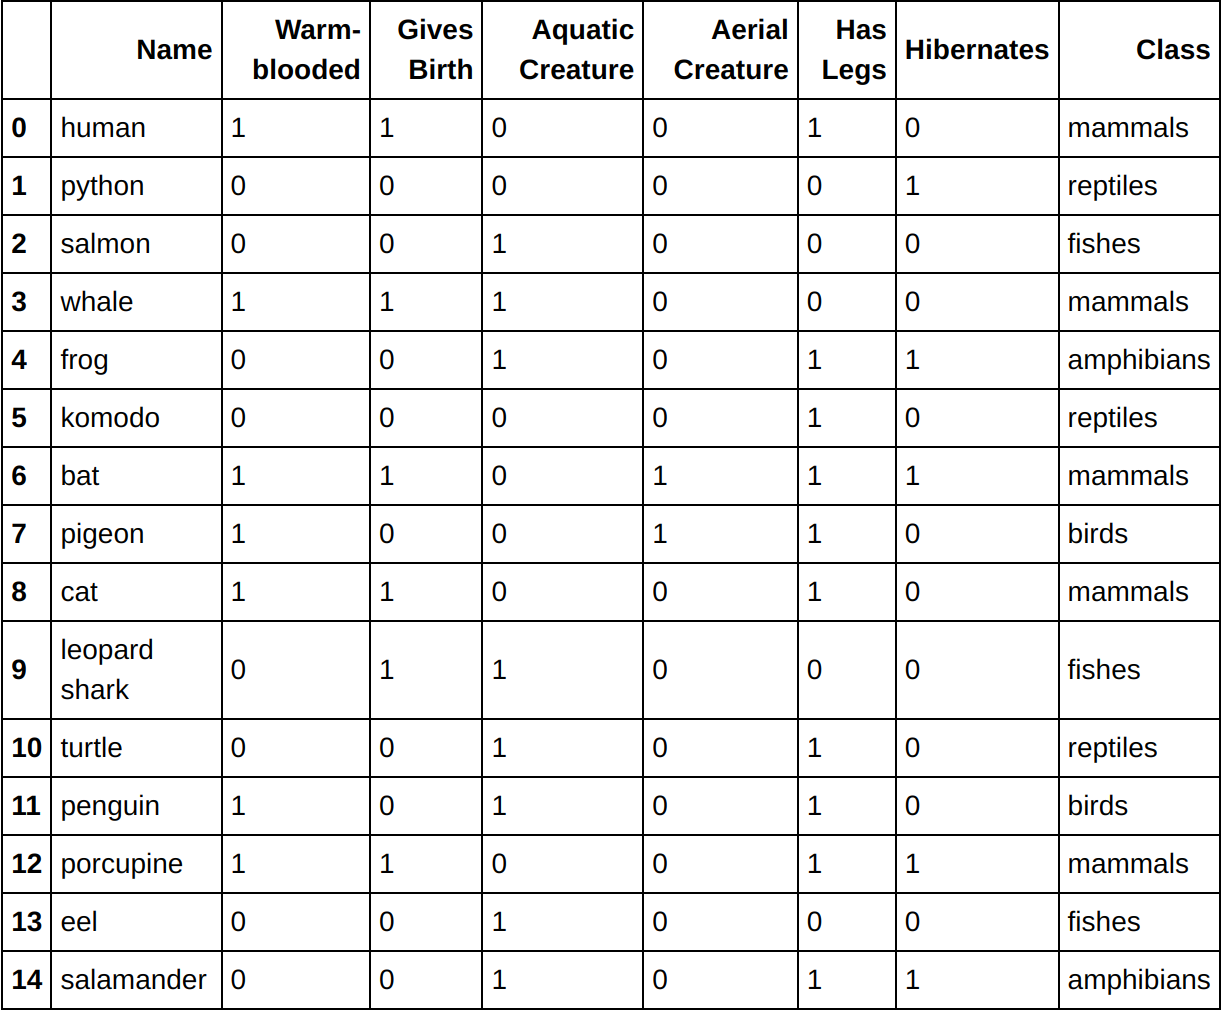 Name Warm-blooded Gives Birth Aquatic Creature Aerial Creature Has Legs Hibernates Class
0 human 1 1 0 0 1 0 mammals
1 python 0 0 0 0 0 1 reptiles
2 salmon 0 0 1 0 0 0 fishes
3 whale 1 1 1 0 0 0 mammals
4 frog 0 0 1 0 1 1 amphibians
5 komodo 0 0 0 0 1 0 reptiles
6 bat 1 1 0 1 1 1 mammals
7 pigeon 1 0 0 1 1 0 birds
8 cat 1 1 0 0 1 0 mammals
9 leopard shark 0 1 1 0 0 0 fishes
10 turtle 0 0 1 0 1 0 reptiles
11 penguin 1 0 1 0 1 0 birds
12 porcupine 1 1 0 0 1 1 mammals
13 eel 0 0 1 0 0 0 fishes
14 salamander 0 0 1 0 1 1 amphibians